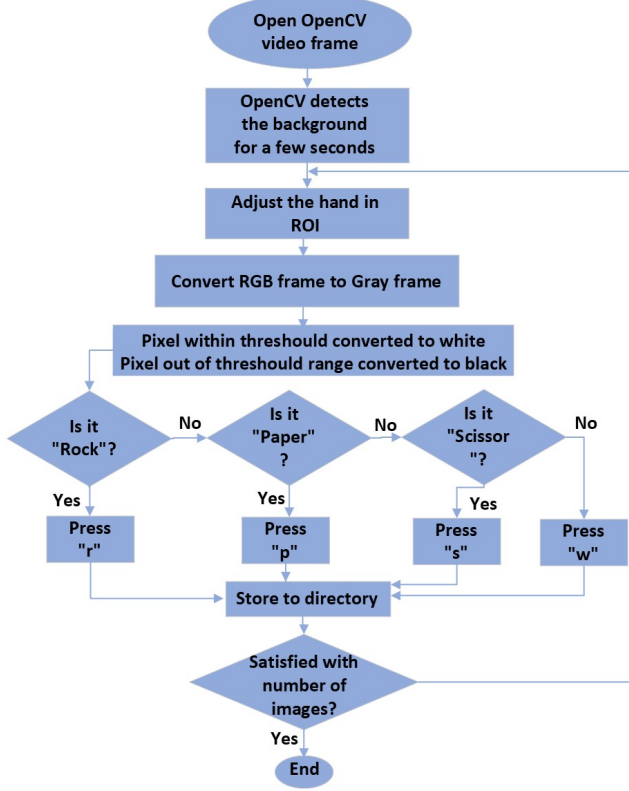 Open OpenCV
video frame
OpenCV detects
the background
for a few seconds
Adjust the hand in
ROI
Convert RGB frame to Gray frame
Pixel within threshould converted to white
Pixel out of threshould range converted to black
Is it
"Rock"?
No
Is it
"Paper"
?
No
Is it
"Scissor
"?
No
Yes
Yes
Yes
Press
"r"
Press
"p"
Press
"s"
Press
"w"
Store to directory
Satisfied with
number of
images?
Yes
End